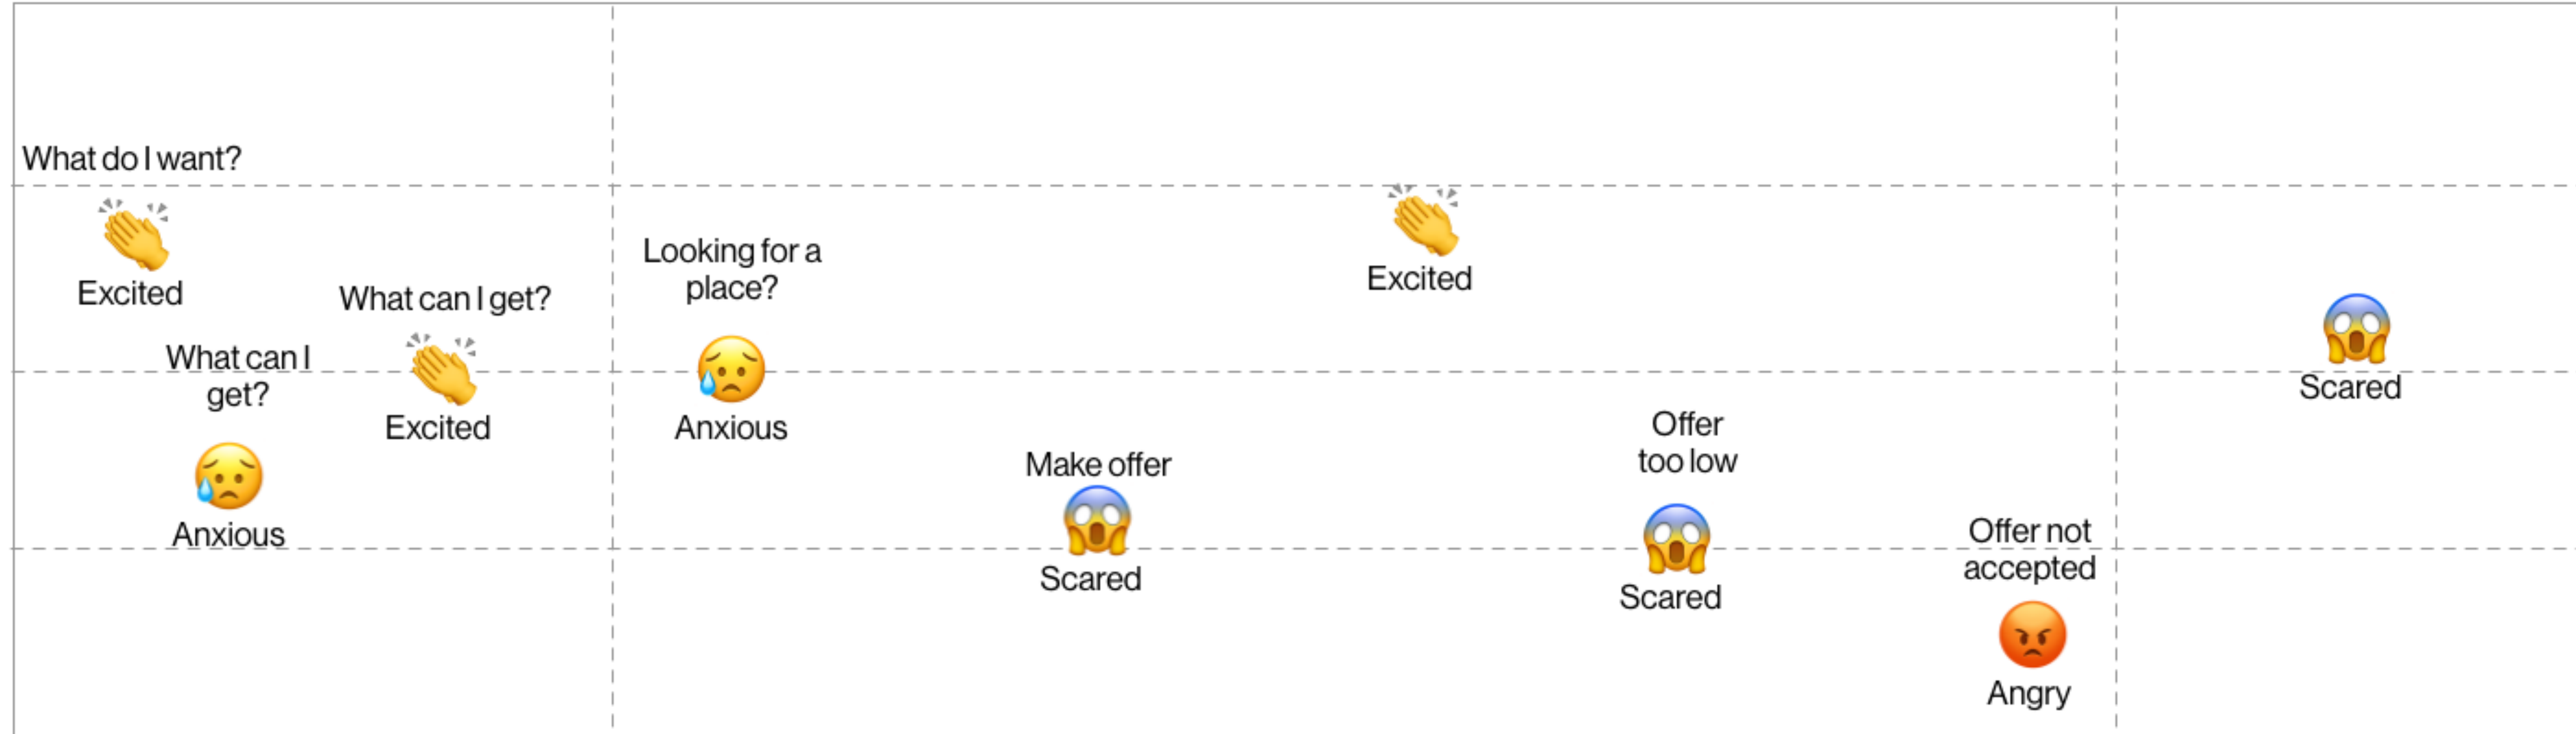 What do I want?
Excited
What can I
get?
Anxious
What can I get?
Excited
Looking for a
place?
Anxious
Make offer
Scared
Excited
Offer
too low
Scared
Offer not
accepted
Angry
Scared